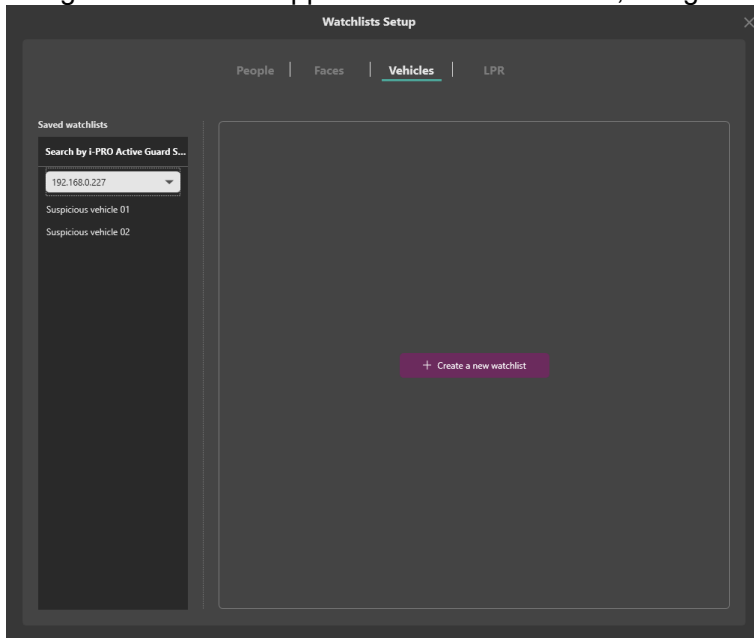 Watchlists Setup
People | Faces | Vehicles | LPR
Saved watchlists
Search by i-PRO Active Guard S...
192.168.0.227
Suspicious vehicle 01
Suspicious vehicle 02
+ Create a new watchlist